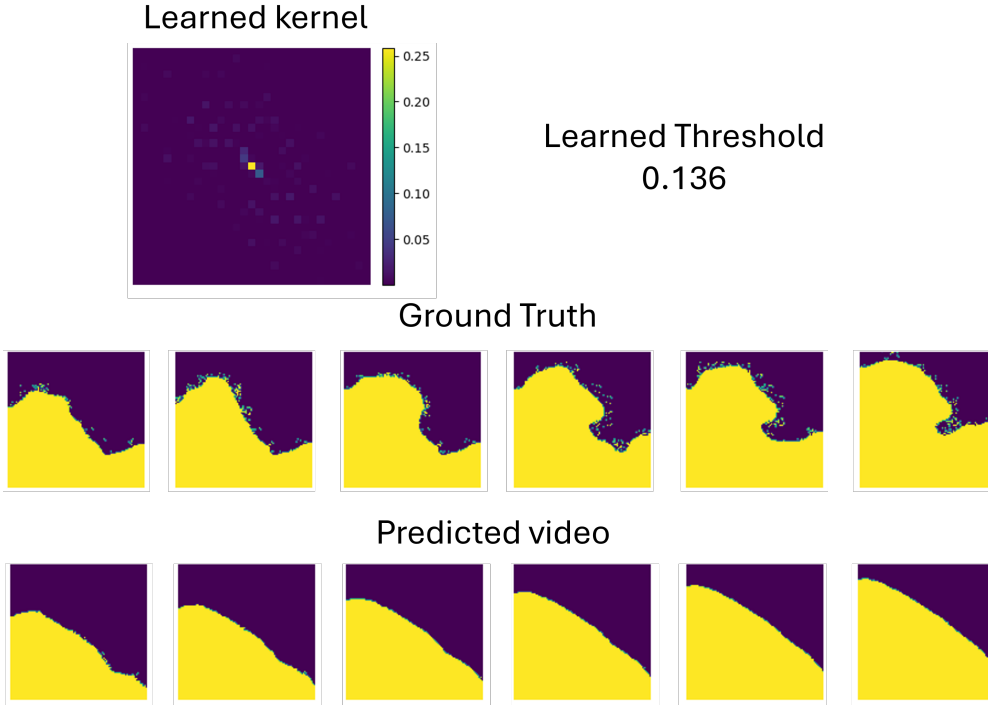 Learned kernel
0.25
0.20
0.15
0.10
0.05
Learned Threshold
0.136
Ground Truth
Predicted video